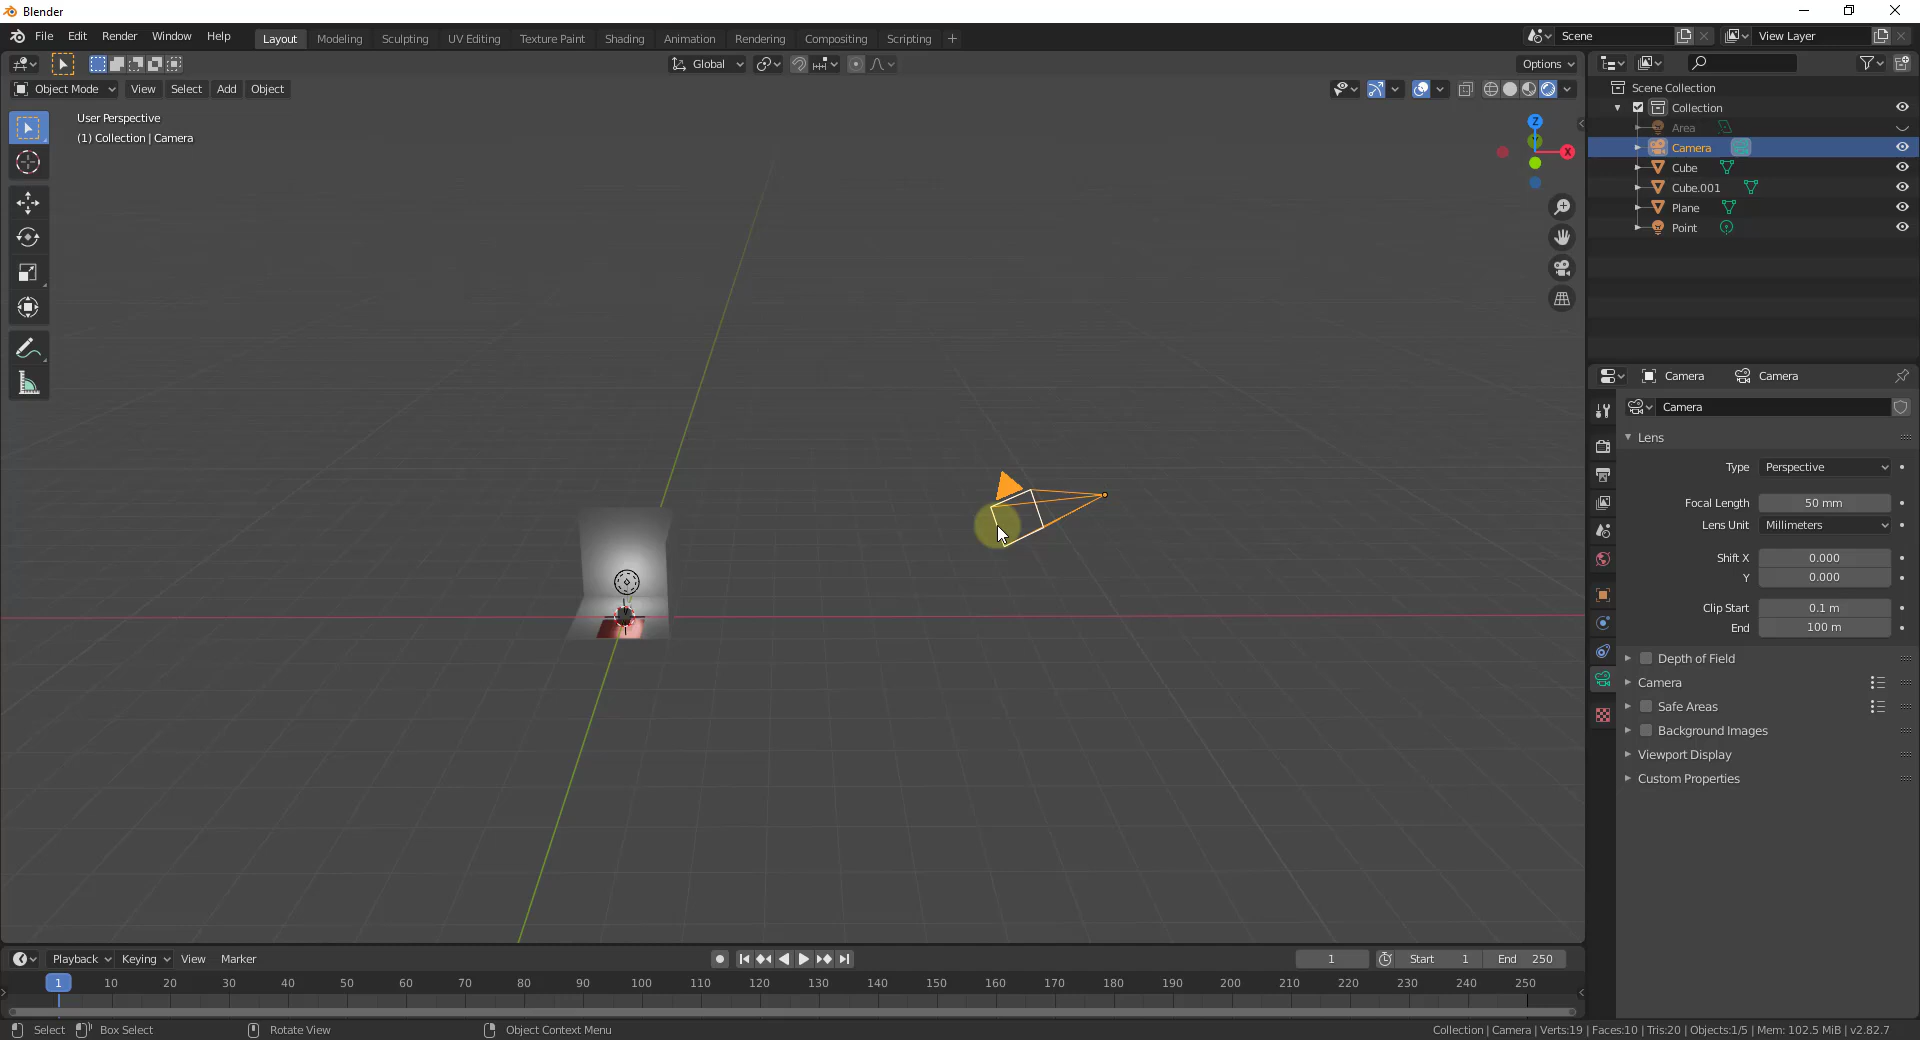 Blender
File Edit Render Window Help
Layout Modeling Sculpting UV Editing Texture Paint Shading Animation Rendering Compositing Scripting +
Scene
View Layer
Global
Options
Object Mode View Select Add Object
User Perspective
(1) Collection | Camera
Z
X
Scene Collection
Collection
Area
Camera
Cube
Cube.001
Plane
Point
Camera Camera
Camera
Lens
Type Perspective
Focal Length 50 mm
Lens Unit Millimeters
Shift X 0.000
Y 0.000
Clip Start 0.1 m
End 100 m
Depth of Field
Camera
Safe Areas
Background Images
Viewport Display
Custom Properties
Playback Keying View Marker
1
Start 1
End 250
1 10 20 30 40 50 60 70 80 90 100 110 120 130 140 150 160 170 180 190 200 210 220 230 240 250
Select Box Select Rotate View Object Context Menu
Collection | Camera | Verts:19 | Faces:10 | Tris:20 | Objects:1/5 | Mem: 102.5 MiB | v2.82.7